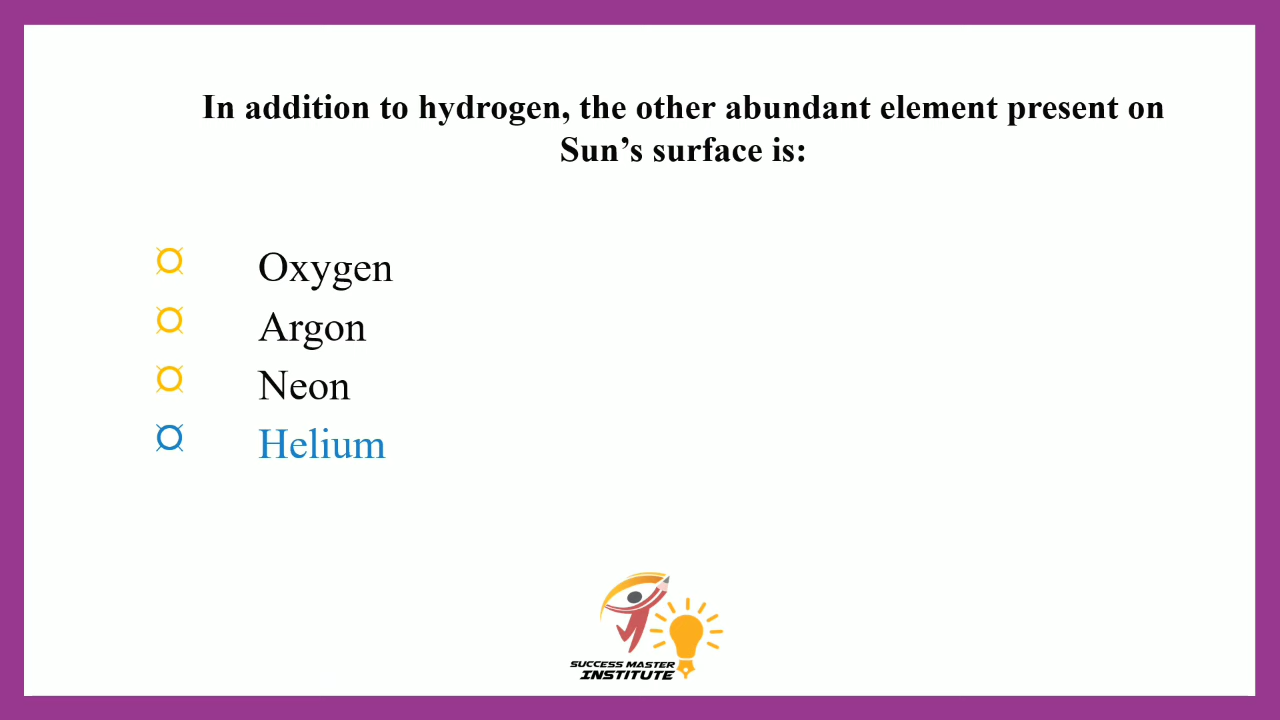 In addition to hydrogen, the other abundant element present on
Sun’s surface is:
Oxygen
Argon
Neon
Helium
SUCCESS MASTER
INSTITUTE